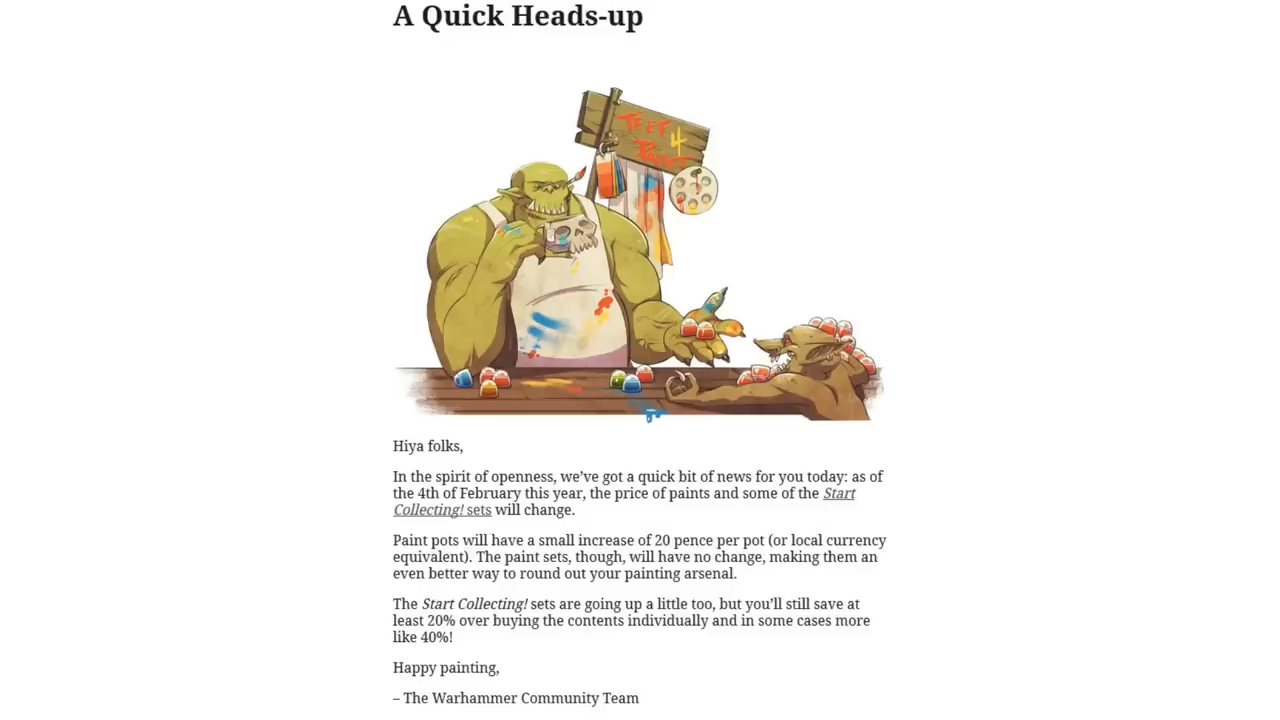 A Quick Heads-up
TEEF
4
PAINT
Hiya folks,
In the spirit of openness, we’ve got a quick bit of news for you today: as of
the 4th of February this year, the price of paints and some of the Start
Collecting! sets will change.
Paint pots will have a small increase of 20 pence per pot (or local currency
equivalent). The paint sets, though, will have no change, making them an
even better way to round out your painting arsenal.
The Start Collecting! sets are going up a little too, but you’ll still save at
least 20% over buying the contents individually and in some cases more
like 40%!
Happy painting,
– The Warhammer Community Team